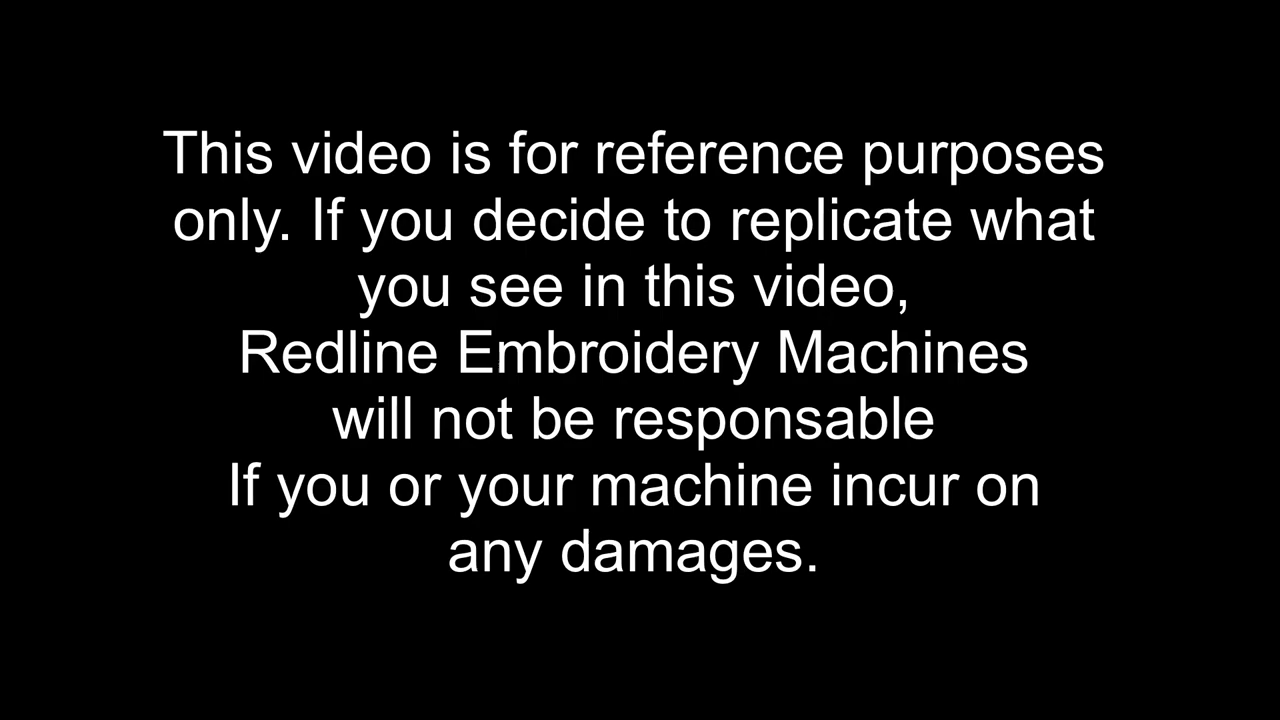 This video is for reference purposes
only. If you decide to replicate what
you see in this video,
Redline Embroidery Machines
will not be responsable
If you or your machine incur on
any damages.